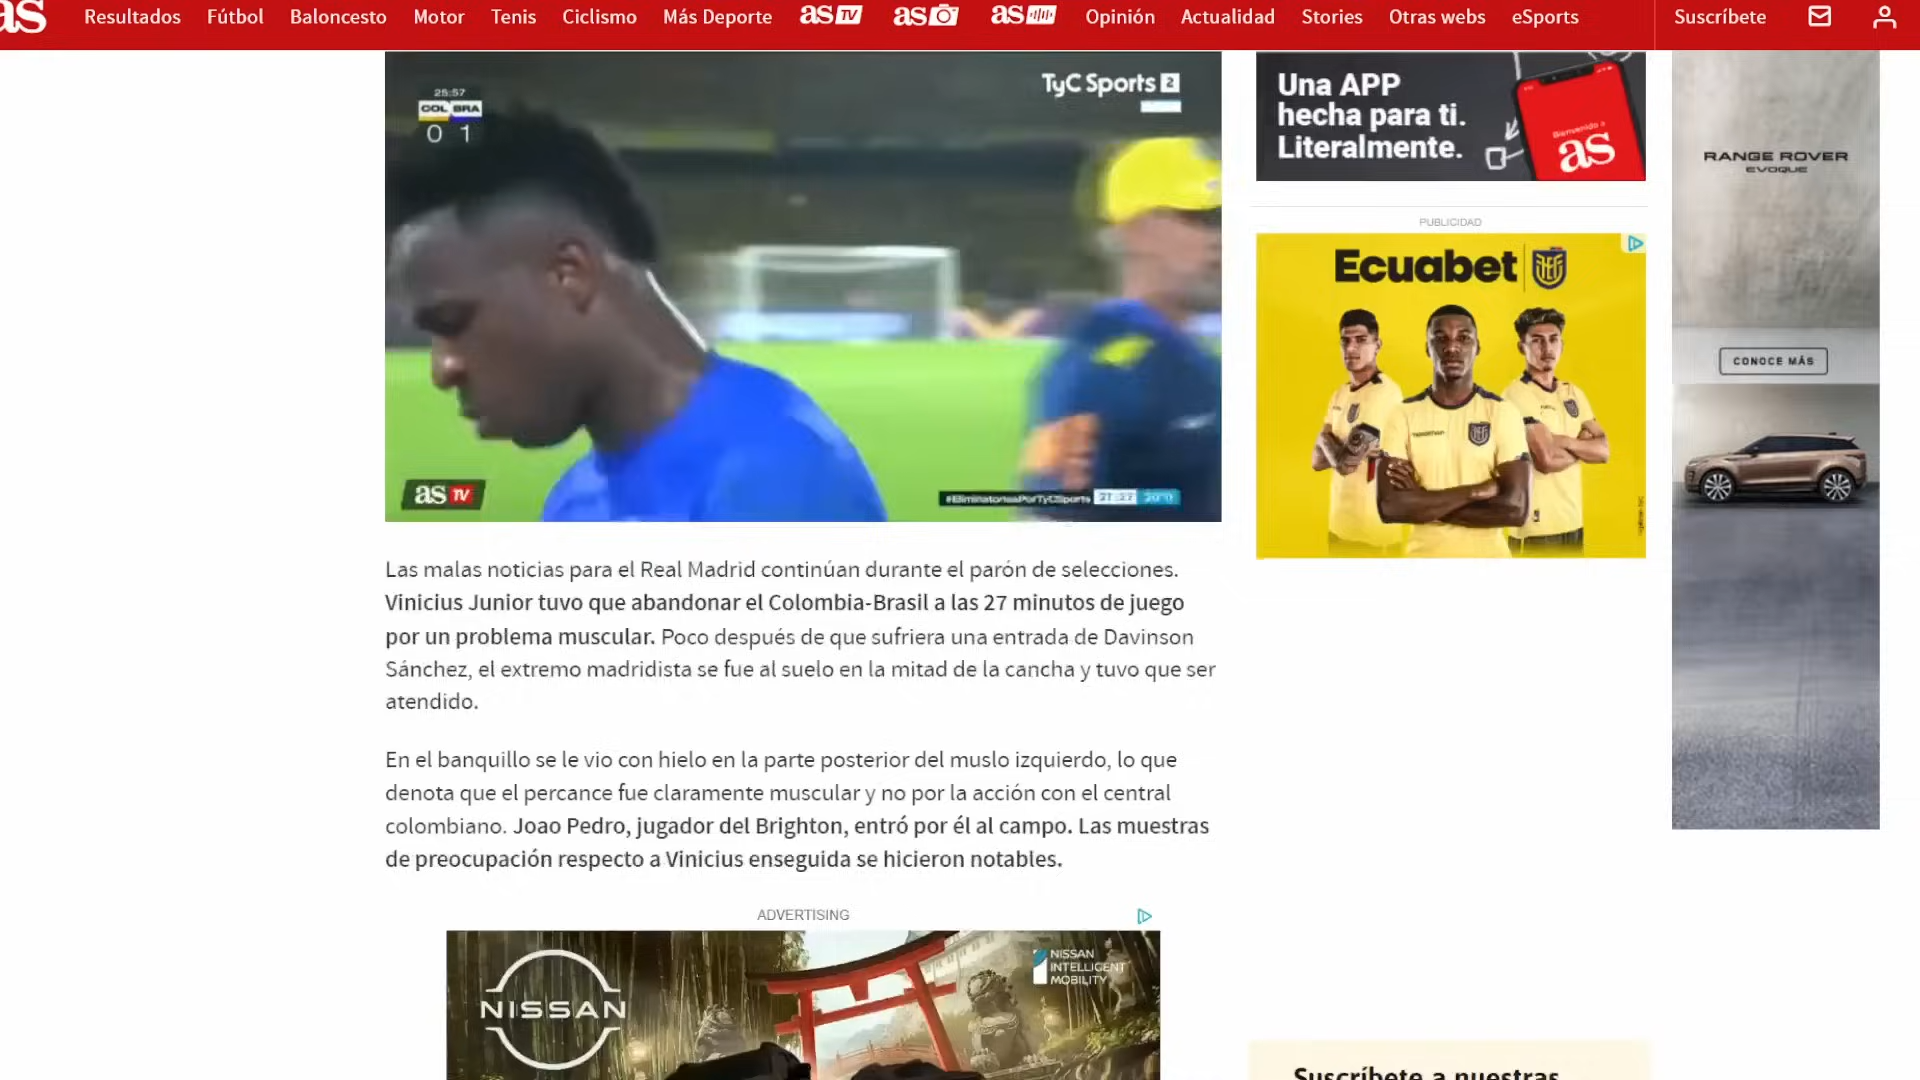 as Resultados Fútbol Baloncesto Motor Tenis Ciclismo Más Deporte as TV as as Opinión Actualidad Stories Otras webs eSports Suscríbete
25:57
COL BRA
0 1
TyC Sports 2
as TV
#EliminatoriasPorTyCSports
Las malas noticias para el Real Madrid continúan durante el parón de selecciones.
Vinicius Junior tuvo que abandonar el Colombia-Brasil a las 27 minutos de juego
por un problema muscular. Poco después de que sufriera una entrada de Davinson
Sánchez, el extremo madridista se fue al suelo en la mitad de la cancha y tuvo que ser
atendido.
En el banquillo se le vio con hielo en la parte posterior del muslo izquierdo, lo que
denota que el percance fue claramente muscular y no por la acción con el central
colombiano. Joao Pedro, jugador del Brighton, entró por él al campo. Las muestras
de preocupación respecto a Vinicius enseguida se hicieron notables.
ADVERTISING
NISSAN
NISSAN
INTELLIGENT
MOBILITY
Una APP
hecha para ti.
Literalmente.
Bienvenido a
as
PUBLICIDAD
Ecuabet
Suscríbete a nuestras
RANGE ROVER
EVOQUE
CONOCE MÁS